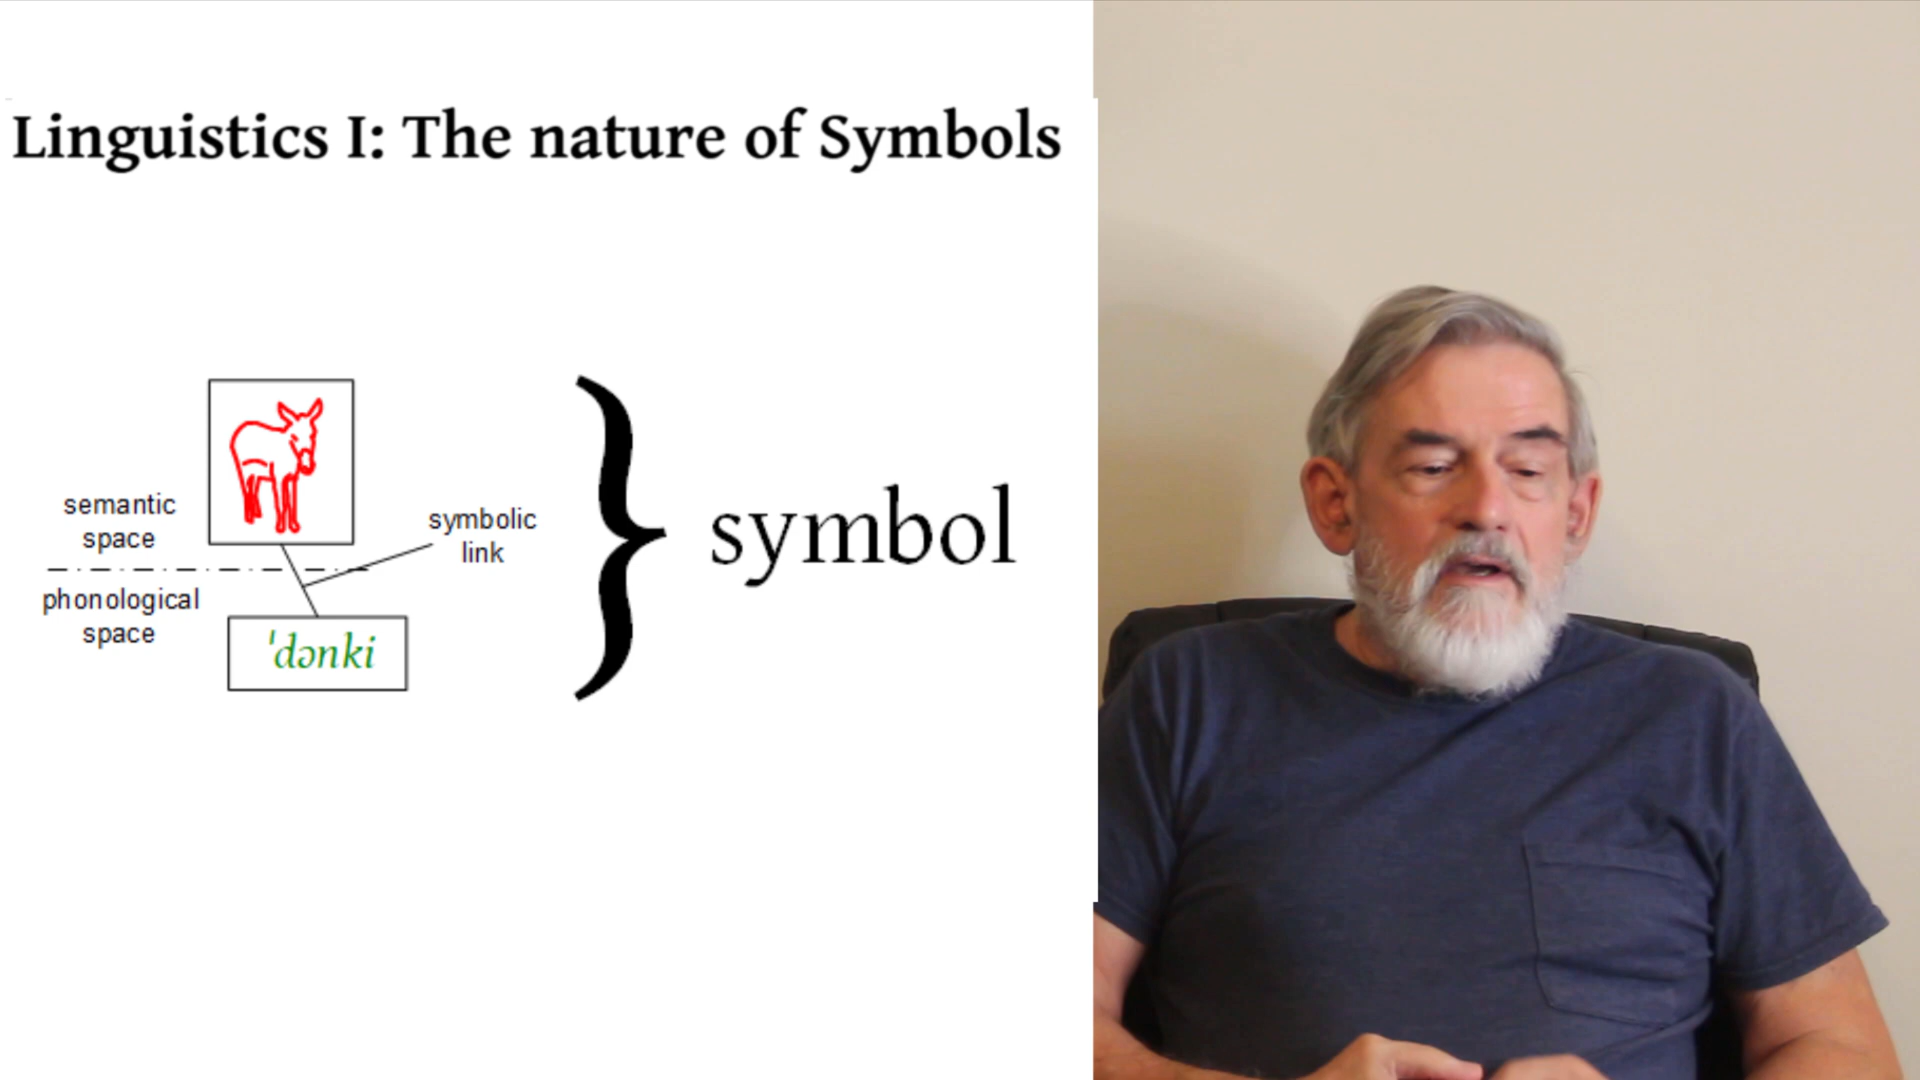 Linguistics I: The nature of Symbols
semantic
space
symbolic
link
phonological
space
ˈdənki
}
symbol